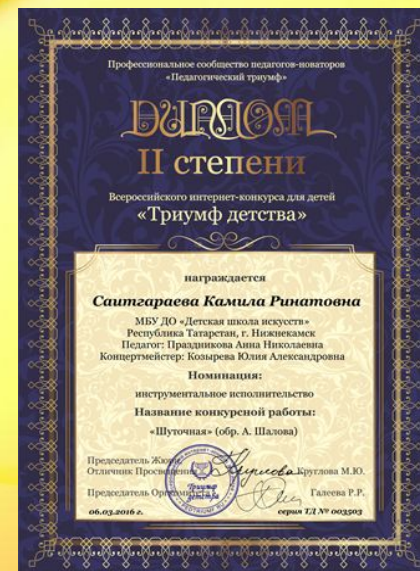 Профессиональное сообщество педагогов-новаторов
«Педагогический триумф»
ДИПЛОМ
II степени
Всероссийского интернет-конкурса для детей
«Триумф детства»
награждается
Саитгараева Камила Ринатовна
МБУ ДО «Детская школа искусств»
Республика Татарстан, г. Нижнекамск
Педагог: Праздникова Анна Николаевна
Концертмейстер: Козырева Юлия Александровна
Номинация:
инструментальное исполнительство
Название конкурсной работы:
«Шуточная» (обр. А. Шалова)
Председатель Жюри
Отличник Просвещения Круглова М.Ю.
Триумф
детства
Председатель Оргкомитета Галеева Р.Р.
06.03.2016 г. серия ТД № 003503